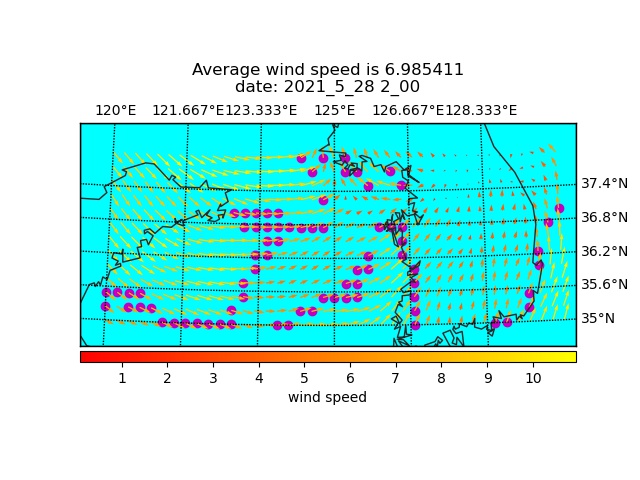 Average wind speed is 6.985411
date: 2021_5_28 2_00
120°E 121.667°E 123.333°E 125°E 126.667°E 128.333°E
37.4°N
36.8°N
36.2°N
35.6°N
35°N
1 2 3 4 5 6 7 8 9 10
wind speed